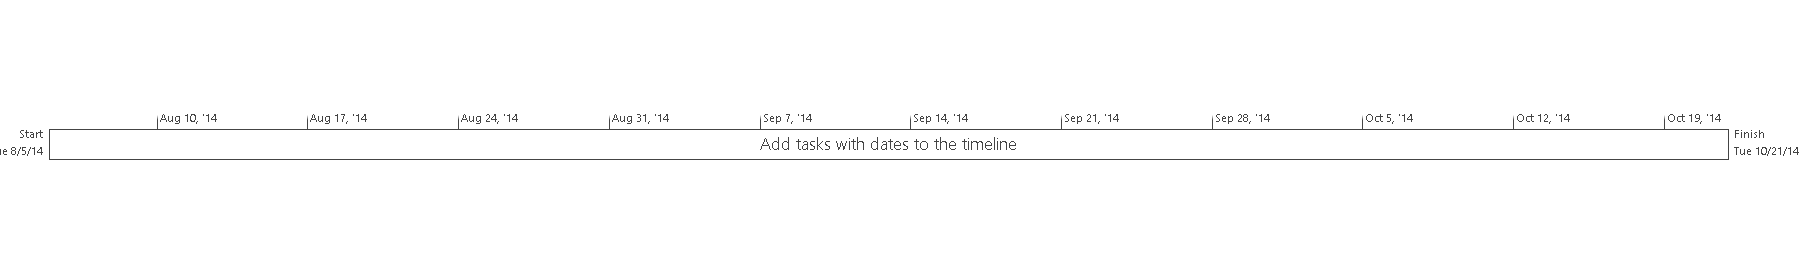 Aug 10, '14 Aug 17, '14 Aug 24, '14 Aug 31, '14 Sep 7, '14 Sep 14, '14 Sep 21, '14 Sep 28, '14 Oct 5, '14 Oct 12, '14 Oct 19, '14
Start
8/5/14
Add tasks with dates to the timeline
Finish
Tue 10/21/14